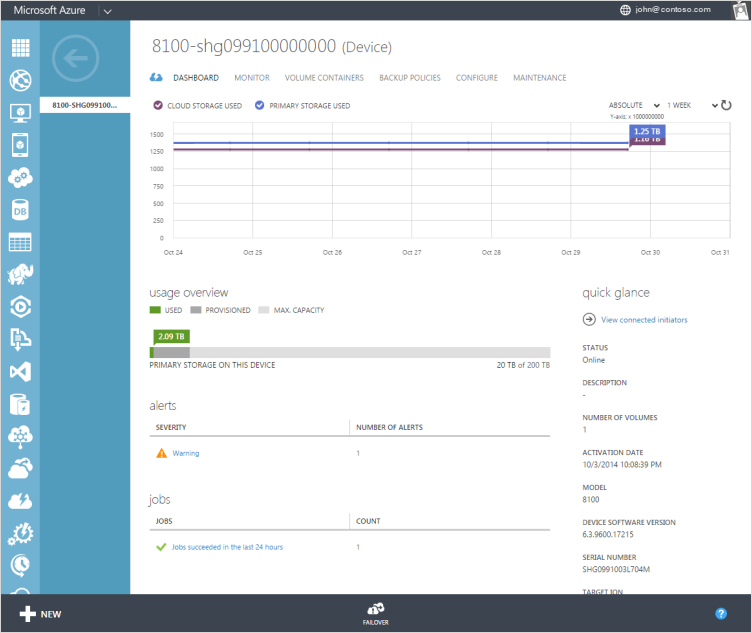 Microsoft Azure
john@contoso.com
8100-shg099100000000 (Device)
8100-SHG099100...
DASHBOARD MONITOR VOLUME CONTAINERS BACKUP POLICIES CONFIGURE MAINTENANCE
CLOUD STORAGE USED PRIMARY STORAGE USED ABSOLUTE 1 WEEK
Y-axis: x 1000000000
1.25 TB
1.10 TB
1500
1250
1000
750
500
250
0
Oct 24 Oct 25 Oct 26 Oct 27 Oct 28 Oct 29 Oct 30 Oct 31
usage overview
USED PROVISIONED MAX. CAPACITY
2.09 TB
PRIMARY STORAGE ON THIS DEVICE 20 TB of 200 TB
alerts
SEVERITY NUMBER OF ALERTS
Warning 1
jobs
JOBS COUNT
Jobs succeeded in the last 24 hours 1
quick glance
View connected initiators
STATUS
Online
DESCRIPTION
-
NUMBER OF VOLUMES
1
ACTIVATION DATE
10/3/2014 10:08:39 PM
MODEL
8100
DEVICE SOFTWARE VERSION
6.3.9600.17215
SERIAL NUMBER
SHG0991003L704M
DB
NEW
FAILOVER
?